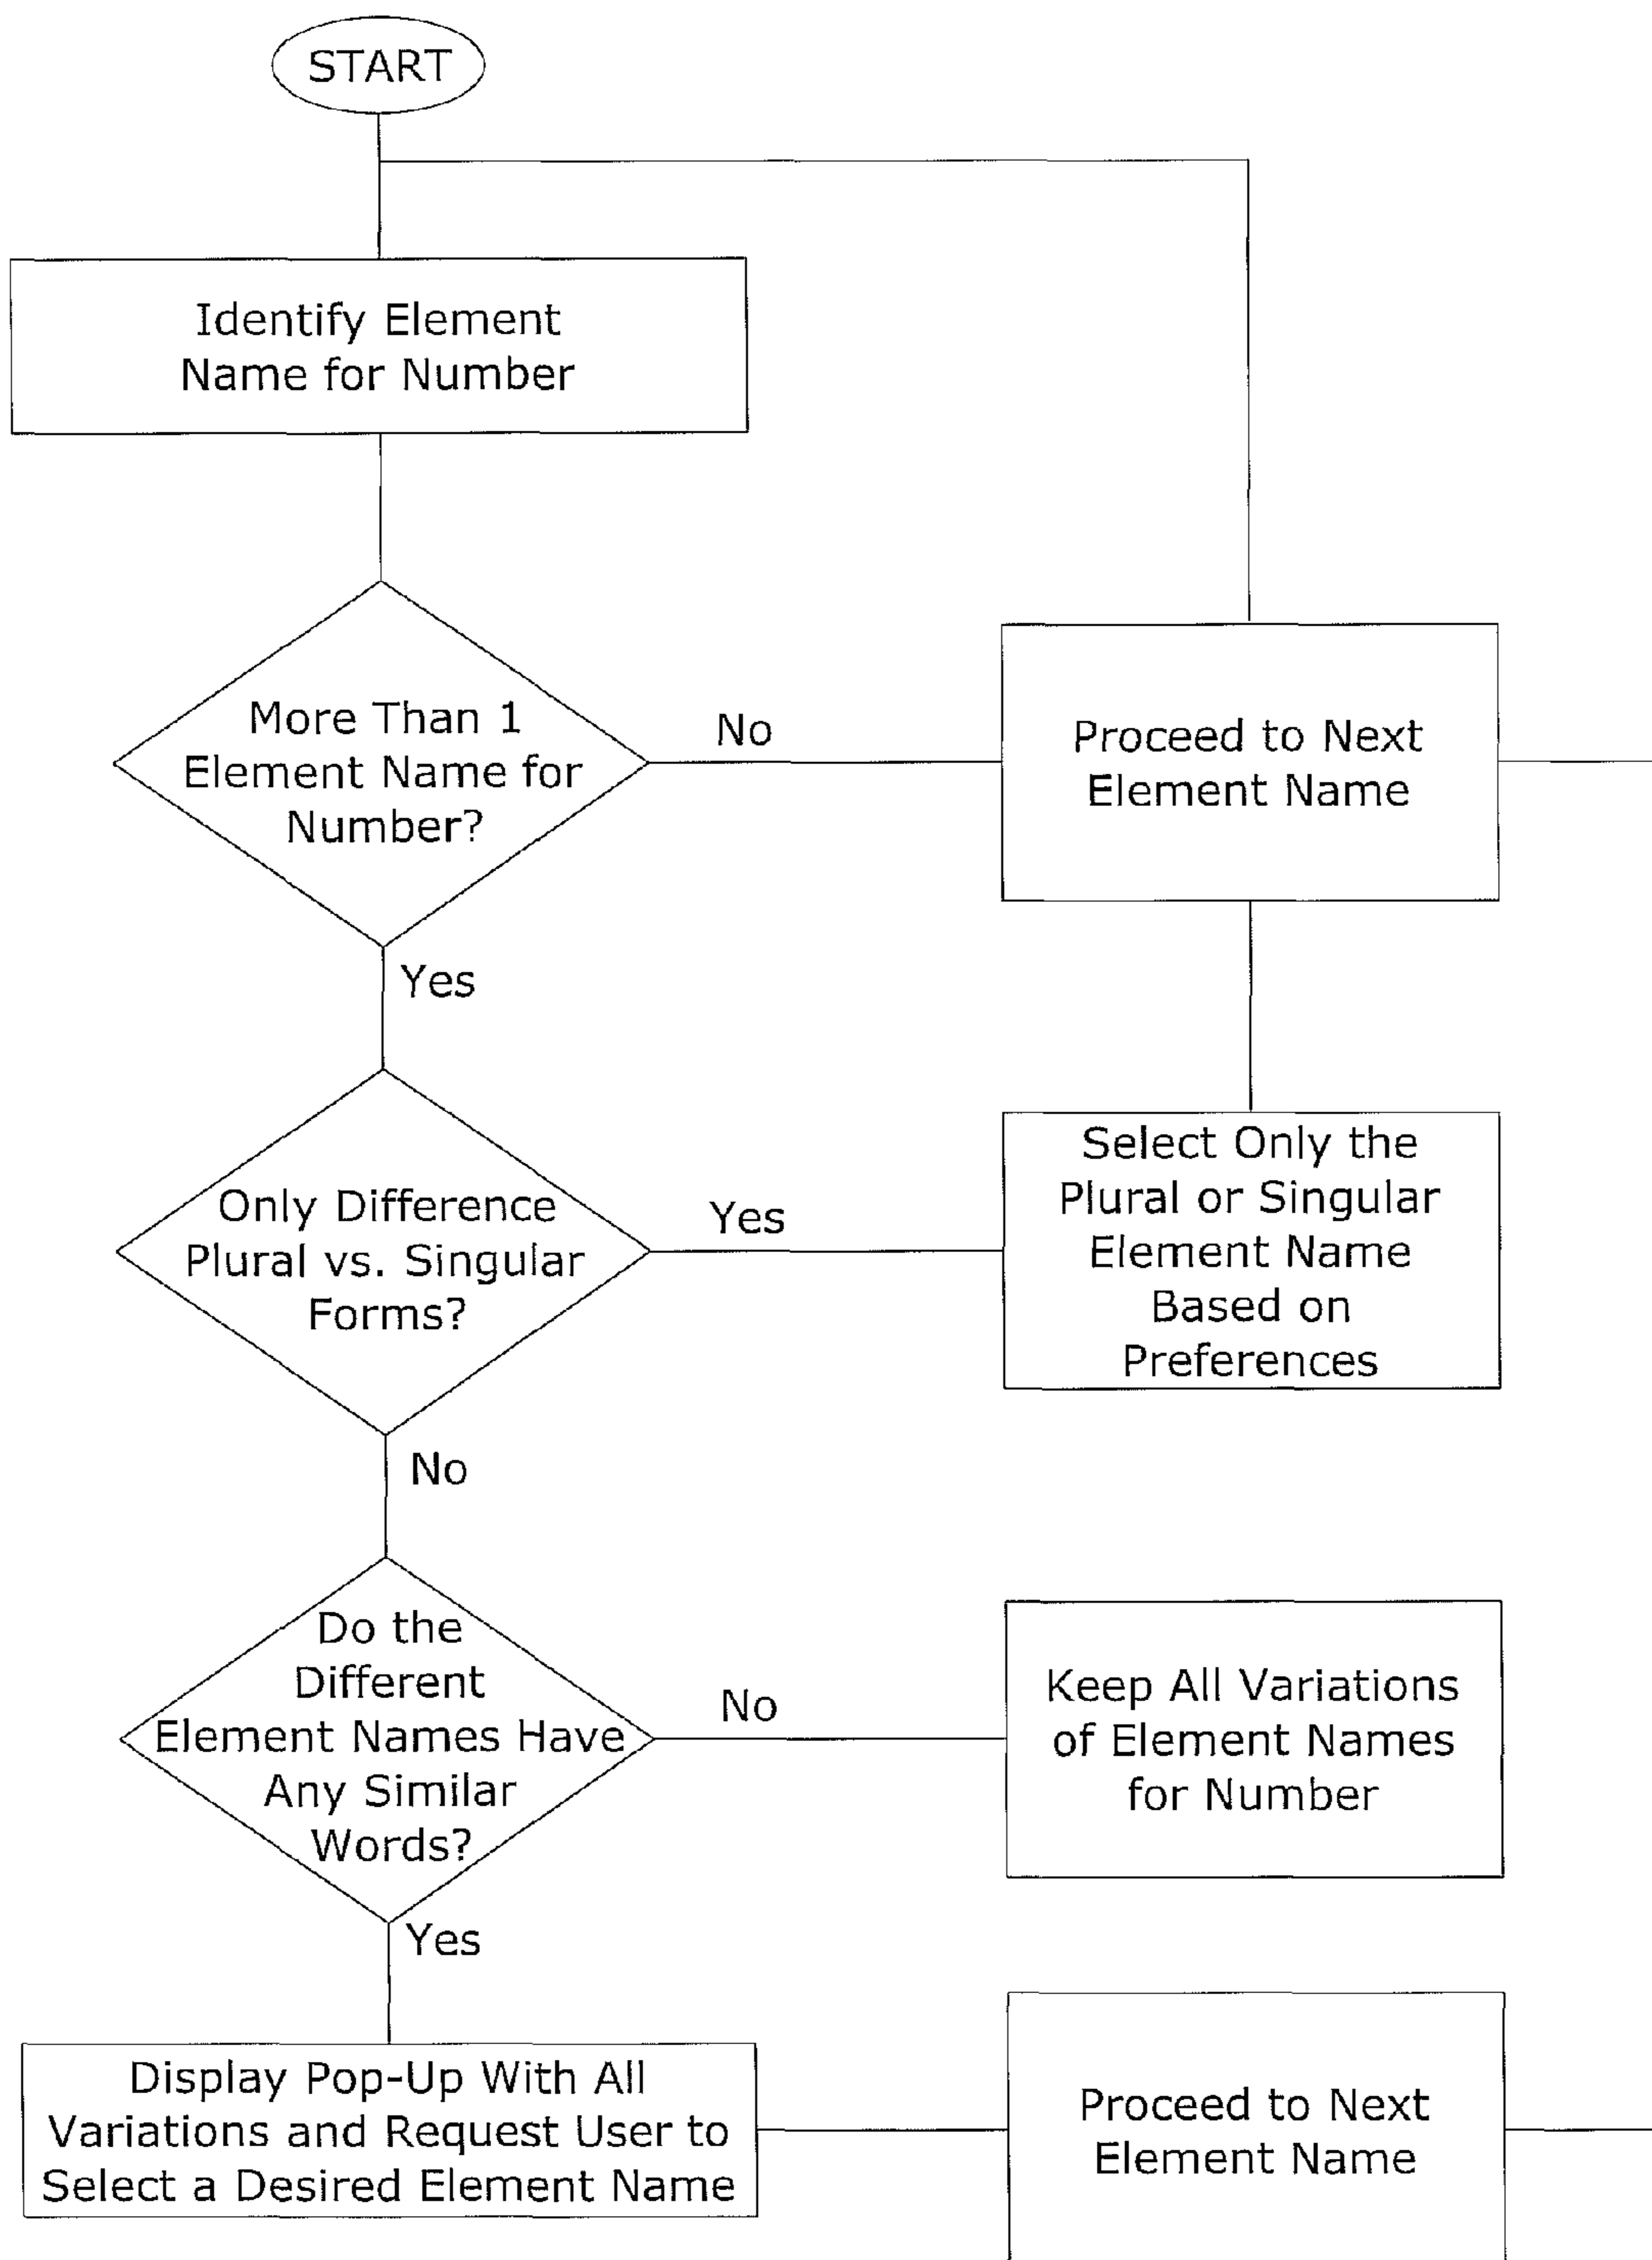 START
Identify Element
Name for Number
More Than 1
Element Name for
Number?
No
Proceed to Next
Element Name
Yes
Only Difference
Plural vs. Singular
Forms?
Yes
Select Only the
Plural or Singular
Element Name
Based on
Preferences
No
Do the
Different
Element Names Have
Any Similar
Words?
No
Keep All Variations
of Element Names
for Number
Yes
Display Pop-Up With All
Variations and Request User to
Select a Desired Element Name
Proceed to Next
Element Name